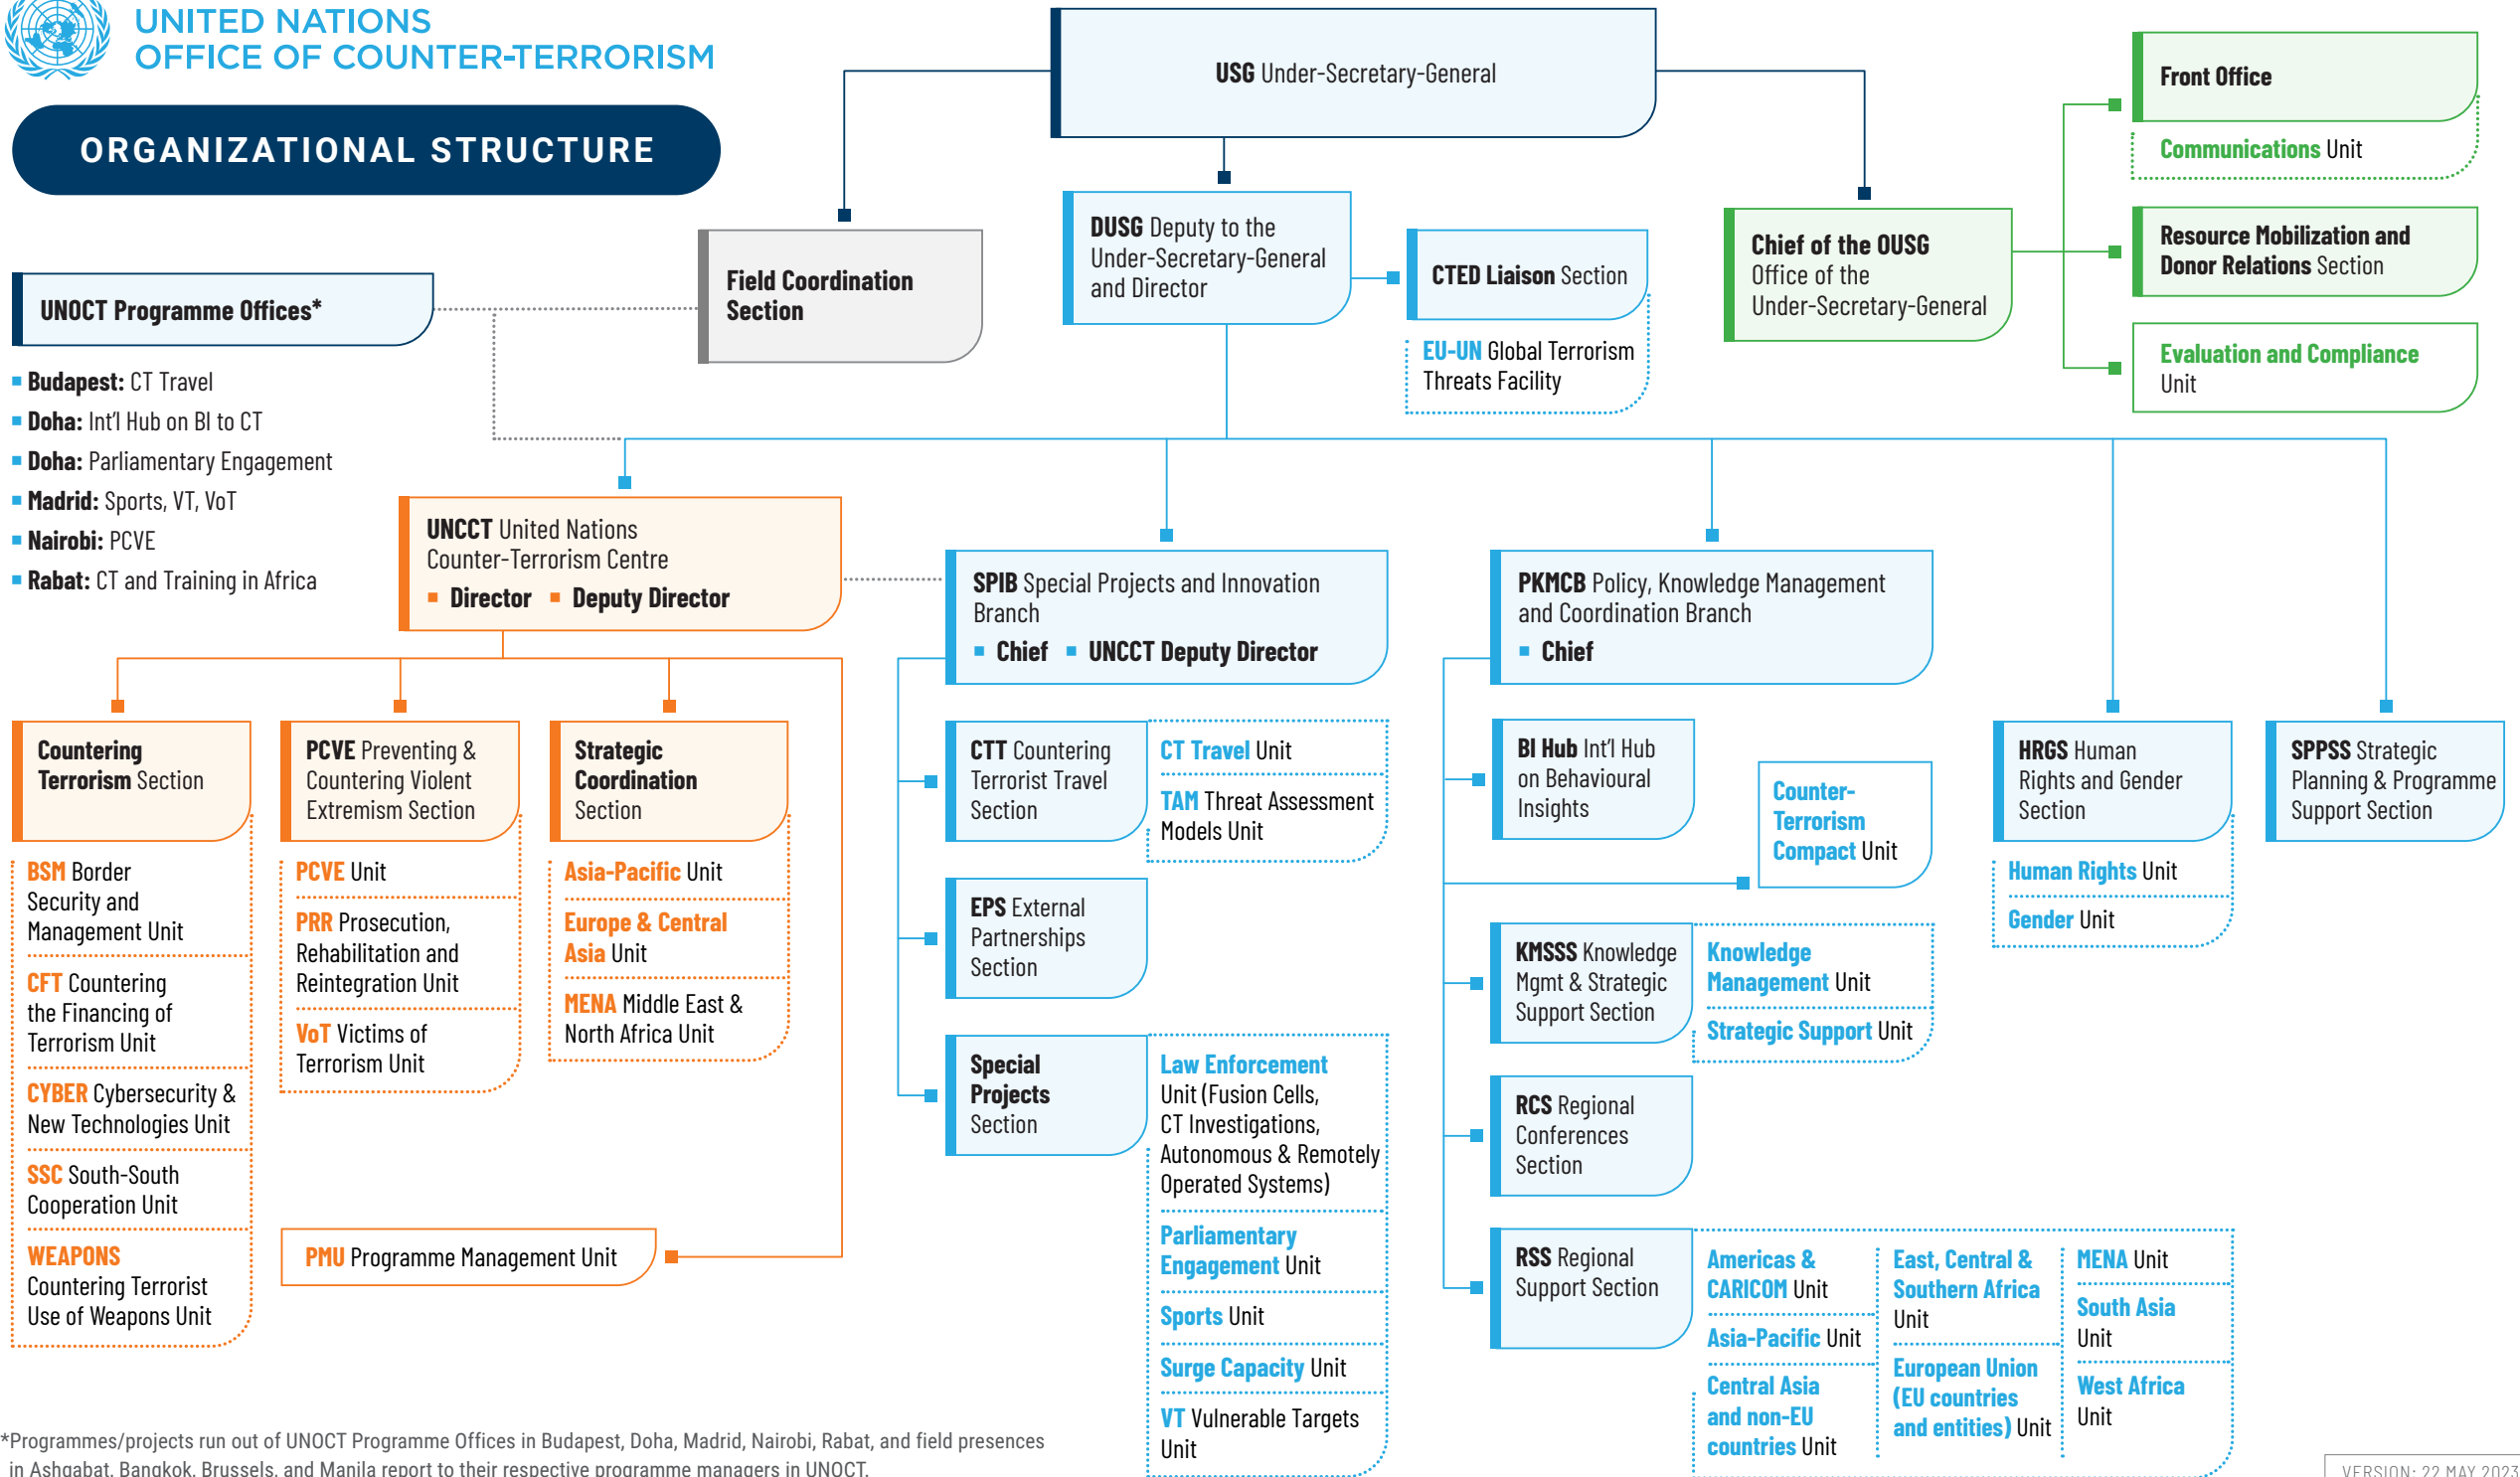 UNITED NATIONS
OFFICE OF COUNTER-TERRORISM
ORGANIZATIONAL STRUCTURE
USG Under-Secretary-General
Front Office
Communications Unit
Resource Mobilization and
Donor Relations Section
Evaluation and Compliance
Unit
Chief of the OUSG
Office of the
Under-Secretary-General
DUSG Deputy to the
Under-Secretary-General
and Director
CTED Liaison Section
EU-UN Global Terrorism
Threats Facility
Field Coordination
Section
UNOCT Programme Offices*
Budapest: CT Travel
Doha: Int'l Hub on BI to CT
Doha: Parliamentary Engagement
Madrid: Sports, VT, VoT
Nairobi: PCVE
Rabat: CT and Training in Africa
UNCCT United Nations
Counter-Terrorism Centre
Director Deputy Director
SPIB Special Projects and Innovation
Branch
Chief UNCCT Deputy Director
PKMCB Policy, Knowledge Management
and Coordination Branch
Chief
Countering
Terrorism Section
BSM Border
Security and
Management Unit
CFT Countering
the Financing of
Terrorism Unit
CYBER Cybersecurity &
New Technologies Unit
SSC South-South
Cooperation Unit
WEAPONS
Countering Terrorist
Use of Weapons Unit
PCVE Preventing &
Countering Violent
Extremism Section
PCVE Unit
PRR Prosecution,
Rehabilitation and
Reintegration Unit
VoT Victims of
Terrorism Unit
Strategic
Coordination
Section
Asia-Pacific Unit
Europe & Central
Asia Unit
MENA Middle East &
North Africa Unit
PMU Programme Management Unit
CTT Countering
Terrorist Travel
Section
CT Travel Unit
TAM Threat Assessment
Models Unit
EPS External
Partnerships
Section
Special
Projects
Section
Law Enforcement
Unit (Fusion Cells,
CT Investigations,
Autonomous & Remotely
Operated Systems)
Parliamentary
Engagement Unit
Sports Unit
Surge Capacity Unit
VT Vulnerable Targets
Unit
BI Hub Int'l Hub
on Behavioural
Insights
Counter-
Terrorism
Compact Unit
KMSSS Knowledge
Mgmt & Strategic
Support Section
Knowledge
Management Unit
Strategic Support Unit
RCS Regional
Conferences
Section
RSS Regional
Support Section
Americas &
CARICOM Unit
Asia-Pacific Unit
Central Asia
and non-EU
countries Unit
East, Central &
Southern Africa
Unit
European Union
(EU countries
and entities) Unit
MENA Unit
South Asia
Unit
West Africa
Unit
HRGS Human
Rights and Gender
Section
Human Rights Unit
Gender Unit
SPPSS Strategic
Planning & Programme
Support Section
*Programmes/projects run out of UNOCT Programme Offices in Budapest, Doha, Madrid, Nairobi, Rabat, and field presences
in Ashgabat, Bangkok, Brussels, and Manila report to their respective programme managers in UNOCT.
VERSION: 22 MAY 2023